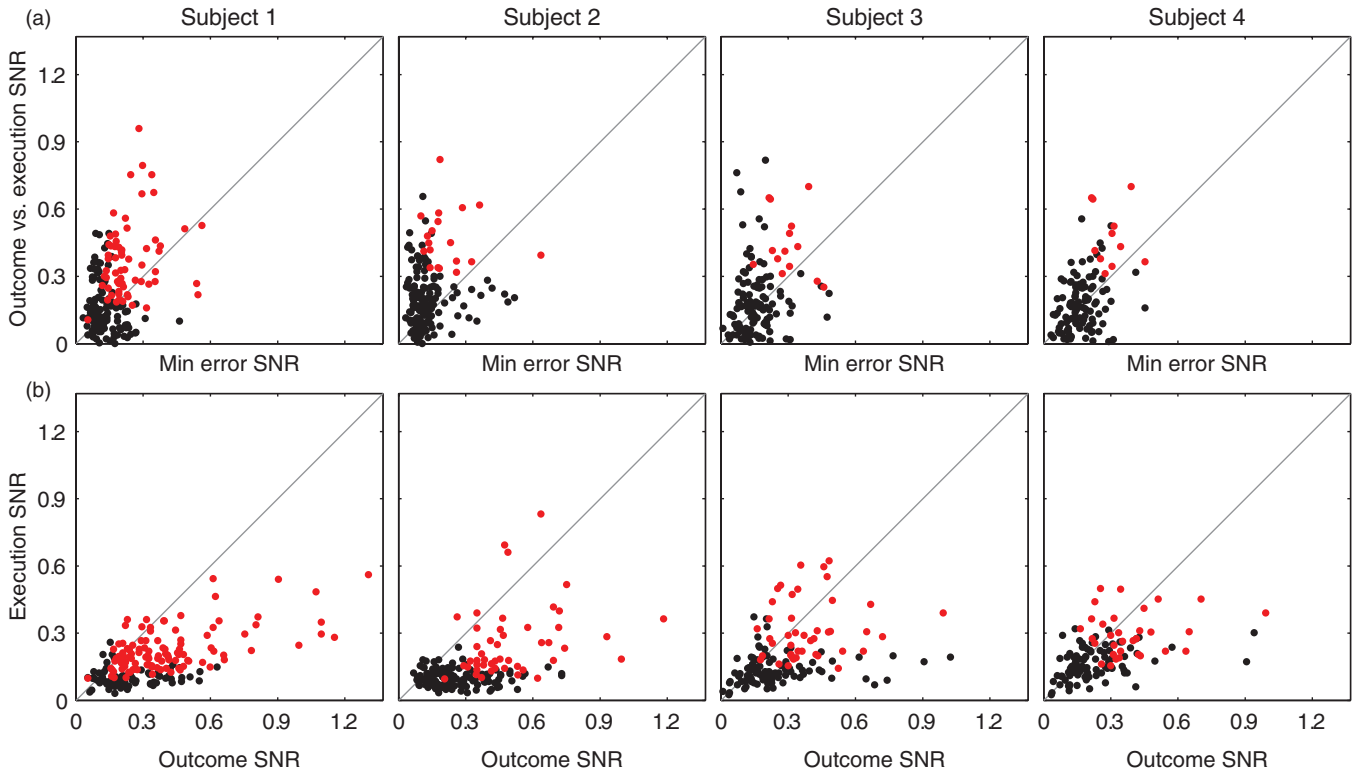 (a)
Subject 1
Subject 2
Subject 3
Subject 4
Outcome vs. execution SNR
1.2
0.9
0.6
0.3
0
Min error SNR
Min error SNR
Min error SNR
Min error SNR
(b)
Execution SNR
1.2
0.9
0.6
0.3
0
0 0.3 0.6 0.9 1.2
0 0.3 0.6 0.9 1.2
0 0.3 0.6 0.9 1.2
0 0.3 0.6 0.9 1.2
Outcome SNR
Outcome SNR
Outcome SNR
Outcome SNR